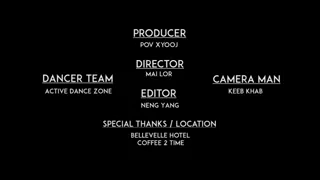 PRODUCER
POV XYOOJ
DIRECTOR
MAI LOR
DANCER TEAM
ACTIVE DANCE ZONE
CAMERA MAN
KEEB KHAB
EDITOR
NENG YANG
SPECIAL THANKS / LOCATION
BELLEVELLE HOTEL
COFFEE 2 TIME